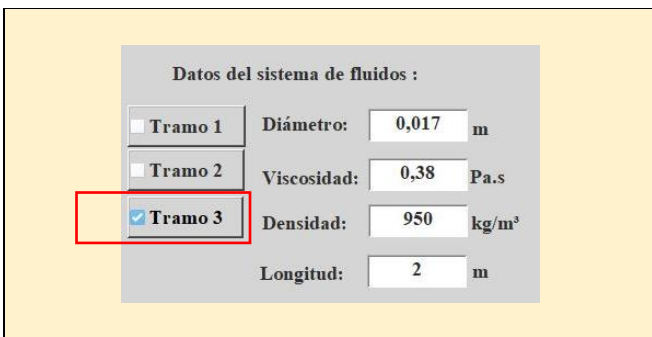 Datos del sistema de fluidos :
Tramo 1 Diámetro: 0,017 m
Tramo 2 Viscosidad: 0,38 Pa.s
Tramo 3 Densidad: 950 kg/m³
Longitud: 2 m